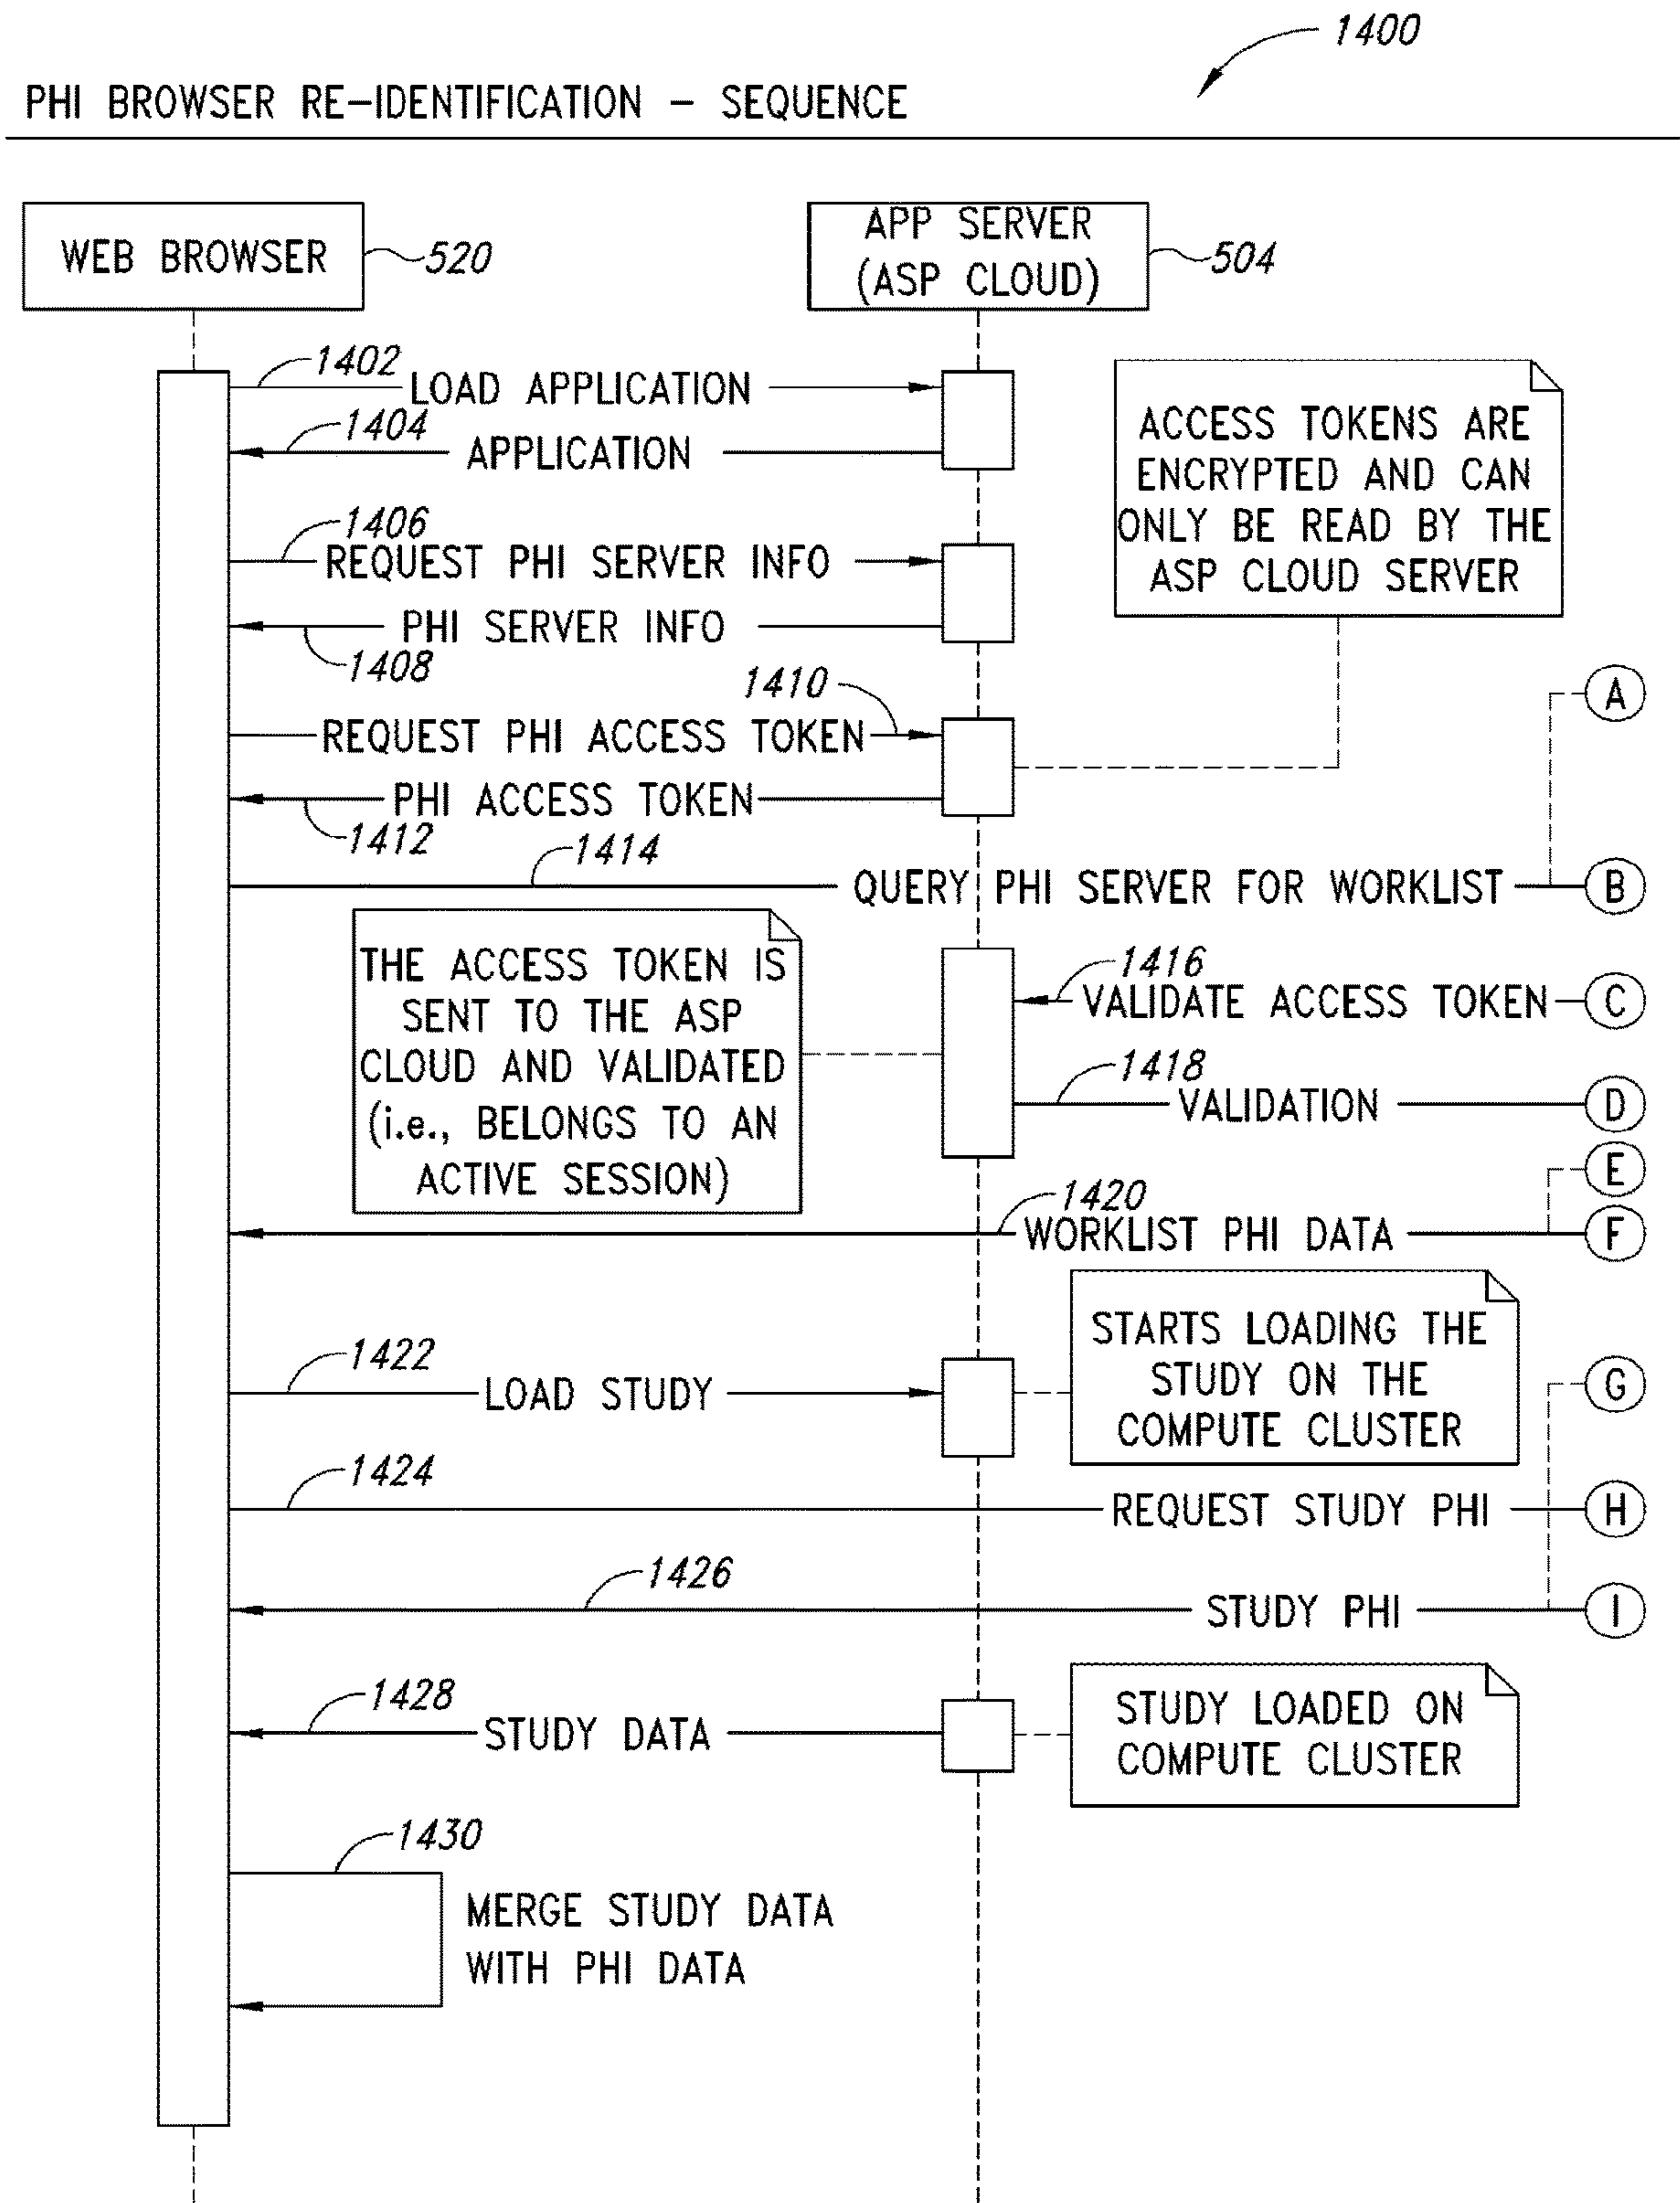 1400
PHI BROWSER RE-IDENTIFICATION - SEQUENCE
WEB BROWSER
520
APP SERVER
(ASP CLOUD)
504
1402
LOAD APPLICATION
1404
APPLICATION
ACCESS TOKENS ARE
ENCRYPTED AND CAN
ONLY BE READ BY THE
ASP CLOUD SERVER
1406
REQUEST PHI SERVER INFO
PHI SERVER INFO
1408
1410
A
REQUEST PHI ACCESS TOKEN
PHI ACCESS TOKEN
1412
1414
QUERY PHI SERVER FOR WORKLIST
B
THE ACCESS TOKEN IS
SENT TO THE ASP
CLOUD AND VALIDATED
(i.e., BELONGS TO AN
ACTIVE SESSION)
1416
VALIDATE ACCESS TOKEN
C
1418
VALIDATION
D
E
1420
WORKLIST PHI DATA
F
STARTS LOADING THE
STUDY ON THE
COMPUTE CLUSTER
1422
LOAD STUDY
G
1424
REQUEST STUDY PHI
H
1426
STUDY PHI
I
1428
STUDY DATA
STUDY LOADED ON
COMPUTE CLUSTER
1430
MERGE STUDY DATA
WITH PHI DATA